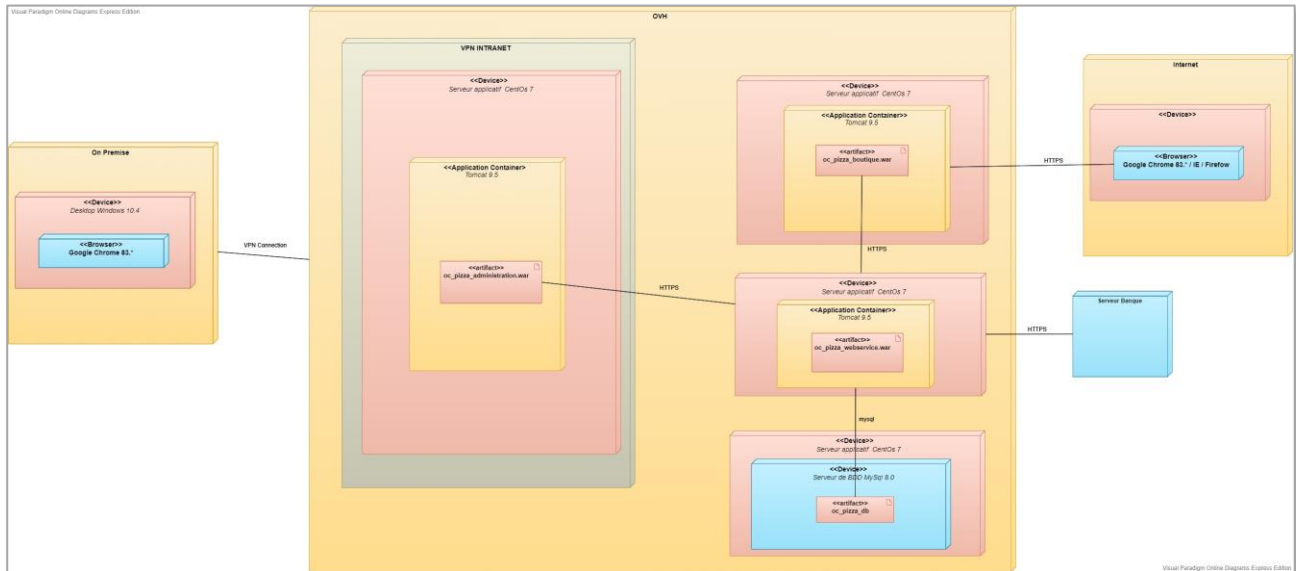 Visual Paradigm Online Diagrams Express Edition
OVH
VPN INTRANET
<<Device>>
Serveur applicatif CentOs 7
<<Application Container>
Tomcat 9.5
<<artifact>>
oc_pizza_administration.war
On Premise
<<Device>>
Desktop Windows 10.4
<<Browser>>
Google Chrome 83.*
VPN Connection
HTTPS
<<Device>>
Serveur applicatif CentOs 7
<<Application Container>>
Tomcat 9.5
<<artifact>>
oc_pizza_boutique.war
HTTPS
Internet
<<Device>>
<<Browser>>
Google Chrome 83.* / IE / Firefow
HTTPS
<<Device>>
Serveur applicatif CentOs 7
<<Application Container>>
Tomcat 9.5
<<artifact>>
oc_pizza_webservice.war
HTTPS
Serveur Banque
mysql
<<Device>>
Serveur applicatif CentOs 7
<<Device>>
Serveur de BDD MySql 8.0
<<artifact>>
oc_pizza_db
Visual Paradigm Online Diagrams Express Edition